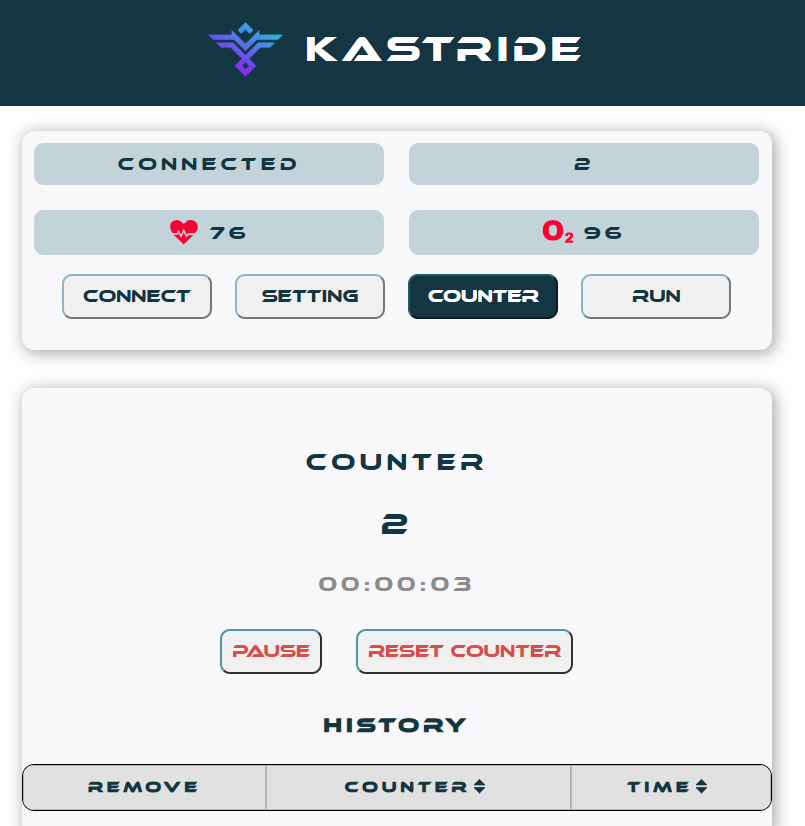 KASTRIDE
CONNECTED 2
76 O₂ 96
CONNECT SETTING COUNTER RUN
COUNTER
2
00:00:03
PAUSE RESET COUNTER
HISTORY
REMOVE COUNTER TIME